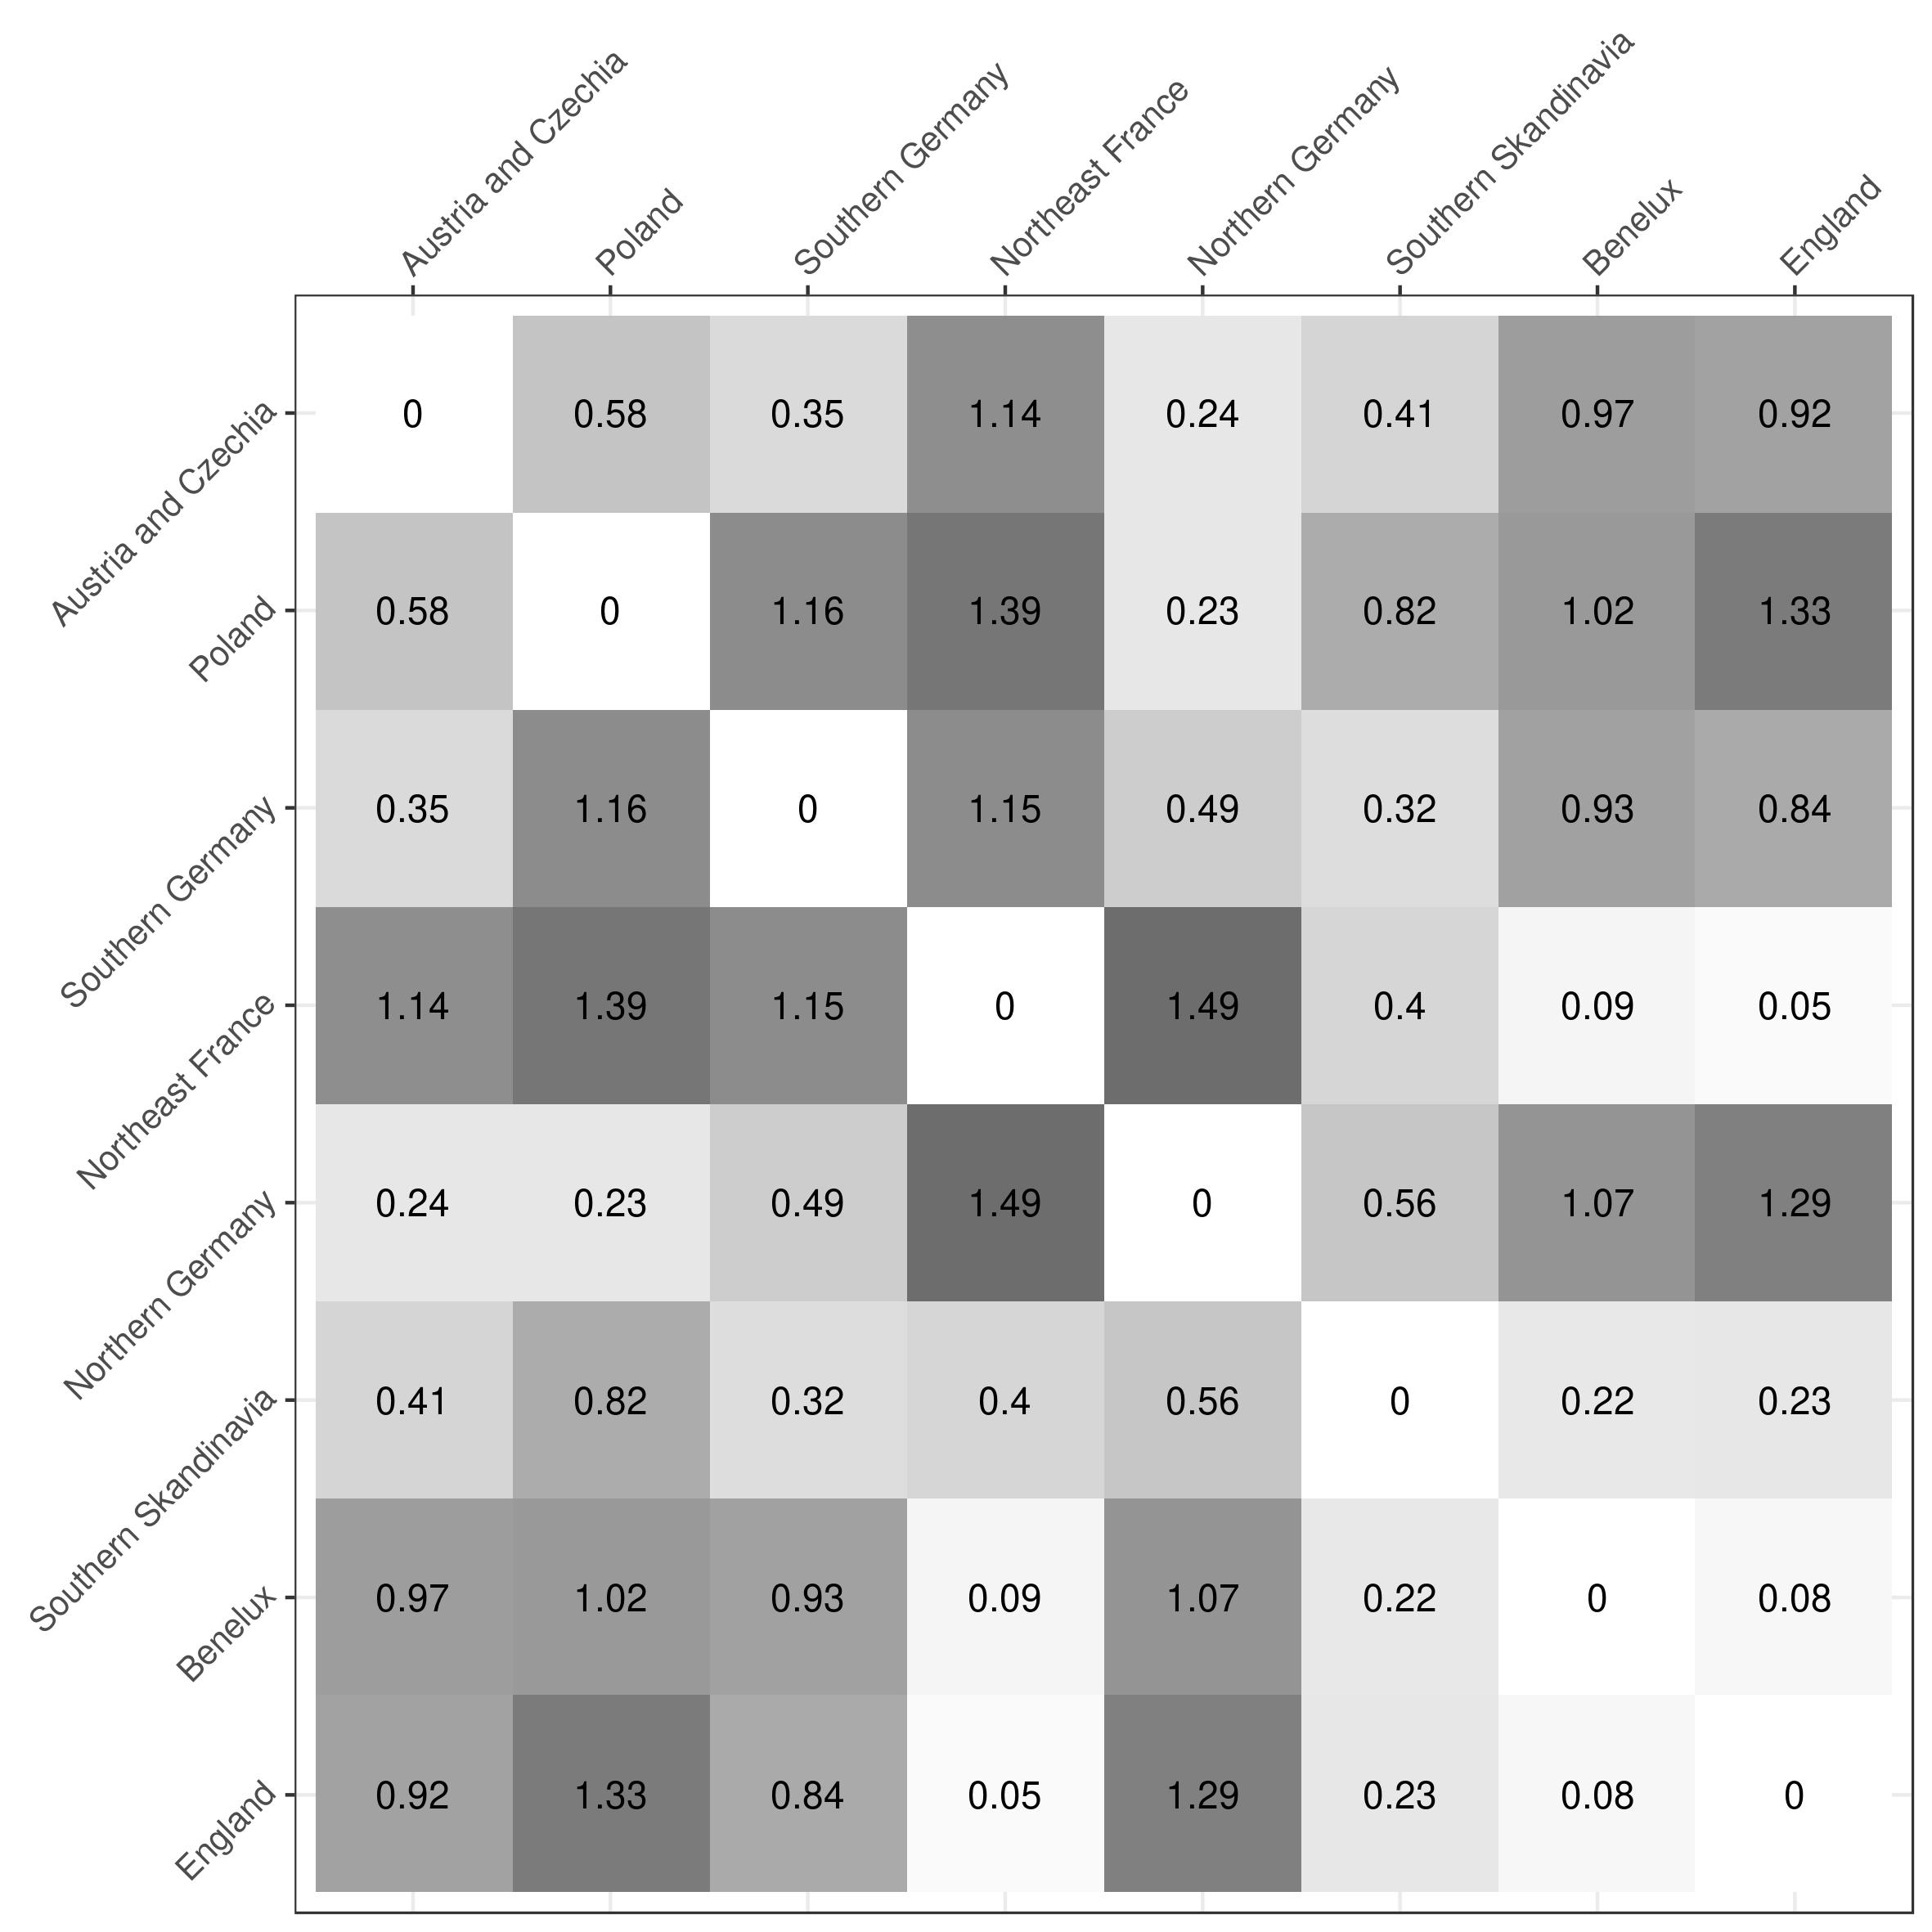 Austria and Czechia
Poland
Southern Germany
Northeast France
Northern Germany
Southern Skandinavia
Benelux
England
Austria and Czechia 0 0.58 0.35 1.14 0.24 0.41 0.97 0.92
Poland 0.58 0 1.16 1.39 0.23 0.82 1.02 1.33
Southern Germany 0.35 1.16 0 1.15 0.49 0.32 0.93 0.84
Northeast France 1.14 1.39 1.15 0 1.49 0.4 0.09 0.05
Northern Germany 0.24 0.23 0.49 1.49 0 0.56 1.07 1.29
Southern Skandinavia 0.41 0.82 0.32 0.4 0.56 0 0.22 0.23
Benelux 0.97 1.02 0.93 0.09 1.07 0.22 0 0.08
England 0.92 1.33 0.84 0.05 1.29 0.23 0.08 0